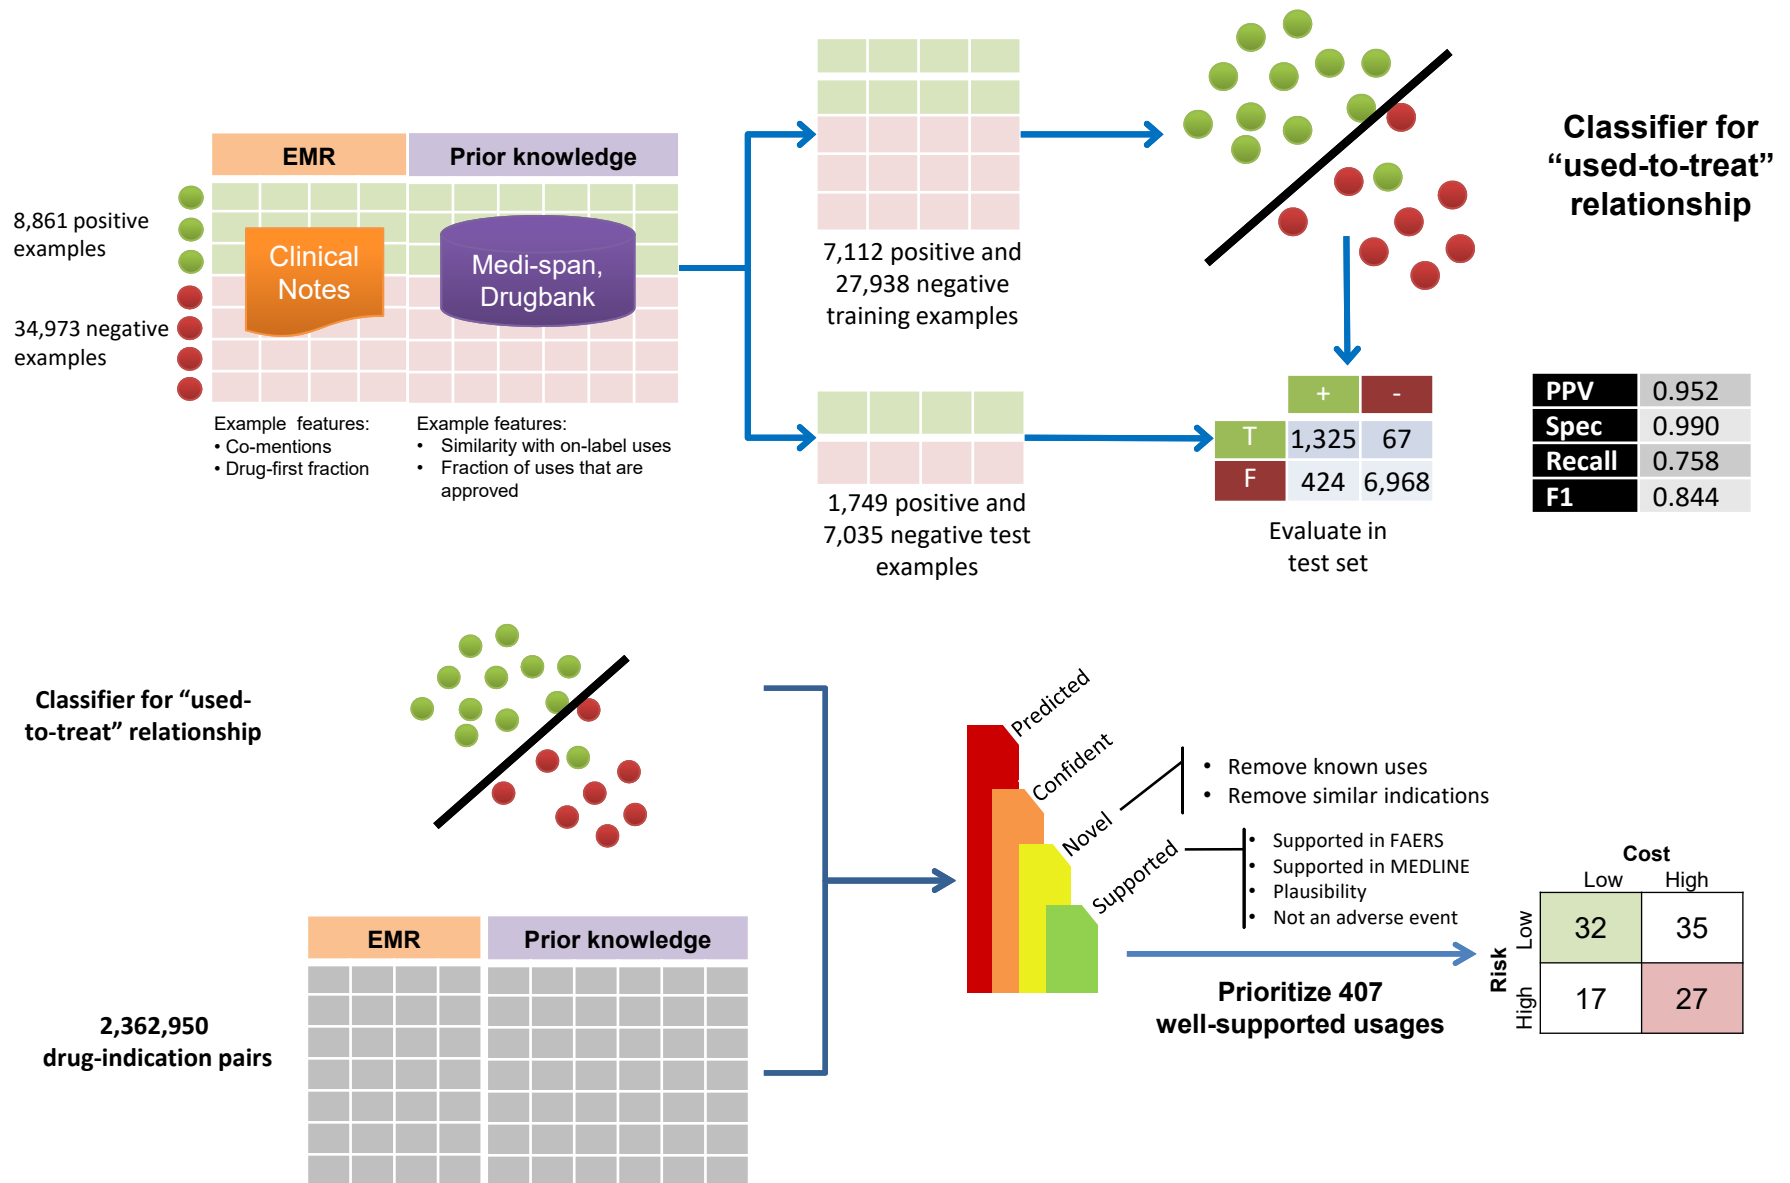 EMR
Prior knowledge
8,861 positive
examples
34,973 negative
examples
Clinical
Notes
Medi-span,
Drugbank
Example features:
• Co-mentions
• Drug-first fraction
Example features:
• Similarity with on-label uses
• Fraction of uses that are
approved
7,112 positive and
27,938 negative
training examples
1,749 positive and
7,035 negative test
examples
Classifier for
“used-to-treat”
relationship
+ -
T 1,325 67
F 424 6,968
Evaluate in
test set
PPV 0.952
Spec 0.990
Recall 0.758
F1 0.844
Classifier for “used-
to-treat” relationship
EMR
Prior knowledge
2,362,950
drug-indication pairs
Predicted
Confident
Novel
Supported
• Remove known uses
• Remove similar indications
• Supported in FAERS
• Supported in MEDLINE
• Plausibility
• Not an adverse event
Prioritize 407
well-supported usages
Cost
Low High
Risk
Low 32 35
High 17 27